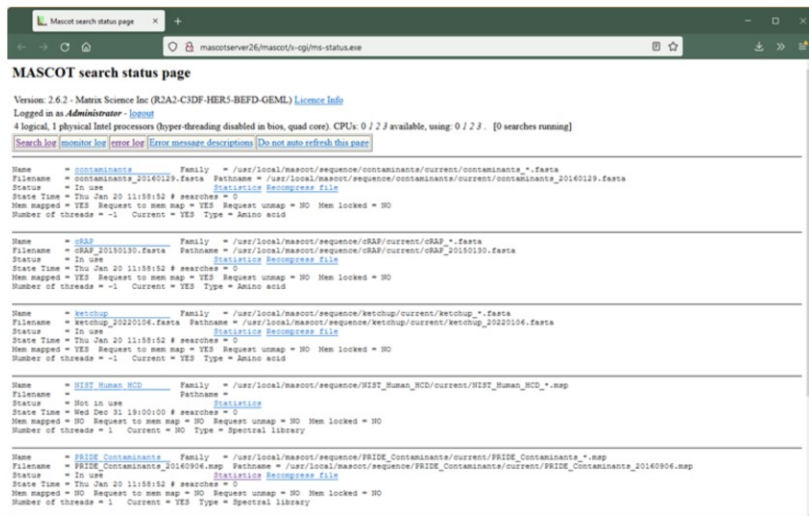 Mascot search status page
mascotserver26/mascot/x-cgi/ms-status.exe
MASCOT search status page
Version: 2.6.2 - Matrix Science Inc (R2A2-C3DF-HER5-BEFD-GEML) Licence Info
Logged in as Administrator - logout
4 logical, 1 physical Intel processors (hyper-threading disabled in bios, quad core). CPUs: 0 1 2 3 available, using: 0 1 2 3 . [0 searches running]
Search log monitor log error log Error message descriptions Do not auto refresh this page
Name = contaminants Family = /usr/local/mascot/sequence/contaminants/current/contaminants_*.fasta
Filename = contaminants_20160129.fasta Pathname = /usr/local/mascot/sequence/contaminants/current/contaminants_20160129.fasta
Status = In use Statistics Recompress file
State Time = Thu Jan 20 11:58:52 # searches = 0
Mem mapped = YES Request to mem map = YES Request unmap = NO Mem locked = NO
Number of threads = -1 Current = YES Type = Amino acid
Name = cRAP Family = /usr/local/mascot/sequence/cRAP/current/cRAP_*.fasta
Filename = cRAP_20150130.fasta Pathname = /usr/local/mascot/sequence/cRAP/current/cRAP_20150130.fasta
Status = In use Statistics Recompress file
State Time = Thu Jan 20 11:58:52 # searches = 0
Mem mapped = YES Request to mem map = YES Request unmap = NO Mem locked = NO
Number of threads = -1 Current = YES Type = Amino acid
Name = ketchup Family = /usr/local/mascot/sequence/ketchup/current/ketchup_*.fasta
Filename = ketchup_20220106.fasta Pathname = /usr/local/mascot/sequence/ketchup/current/ketchup_20220106.fasta
Status = In use Statistics Recompress file
State Time = Thu Jan 20 11:58:52 # searches = 0
Mem mapped = YES Request to mem map = YES Request unmap = NO Mem locked = NO
Number of threads = -1 Current = YES Type = Amino acid
Name = NIST_Human_HCD Family = /usr/local/mascot/sequence/NIST_Human_HCD/current/NIST_Human_HCD_*.msp
Filename = Pathname =
Status = Not in use Statistics
State Time = Wed Dec 31 19:00:00 # searches = 0
Mem mapped = NO Request to mem map = NO Request unmap = NO Mem locked = NO
Number of threads = 1 Current = NO Type = Spectral library
Name = PRIDE_Contaminants Family = /usr/local/mascot/sequence/PRIDE_Contaminants/current/PRIDE_Contaminants_*.msp
Filename = PRIDE_Contaminants_20160906.msp Pathname = /usr/local/mascot/sequence/PRIDE_Contaminants/current/PRIDE_Contaminants_20160906.msp
Status = In use Statistics Recompress file
State Time = Thu Jan 20 11:58:52 # searches = 0
Mem mapped = NO Request to mem map = NO Request unmap = NO Mem locked = NO
Number of threads = 1 Current = YES Type = Spectral library